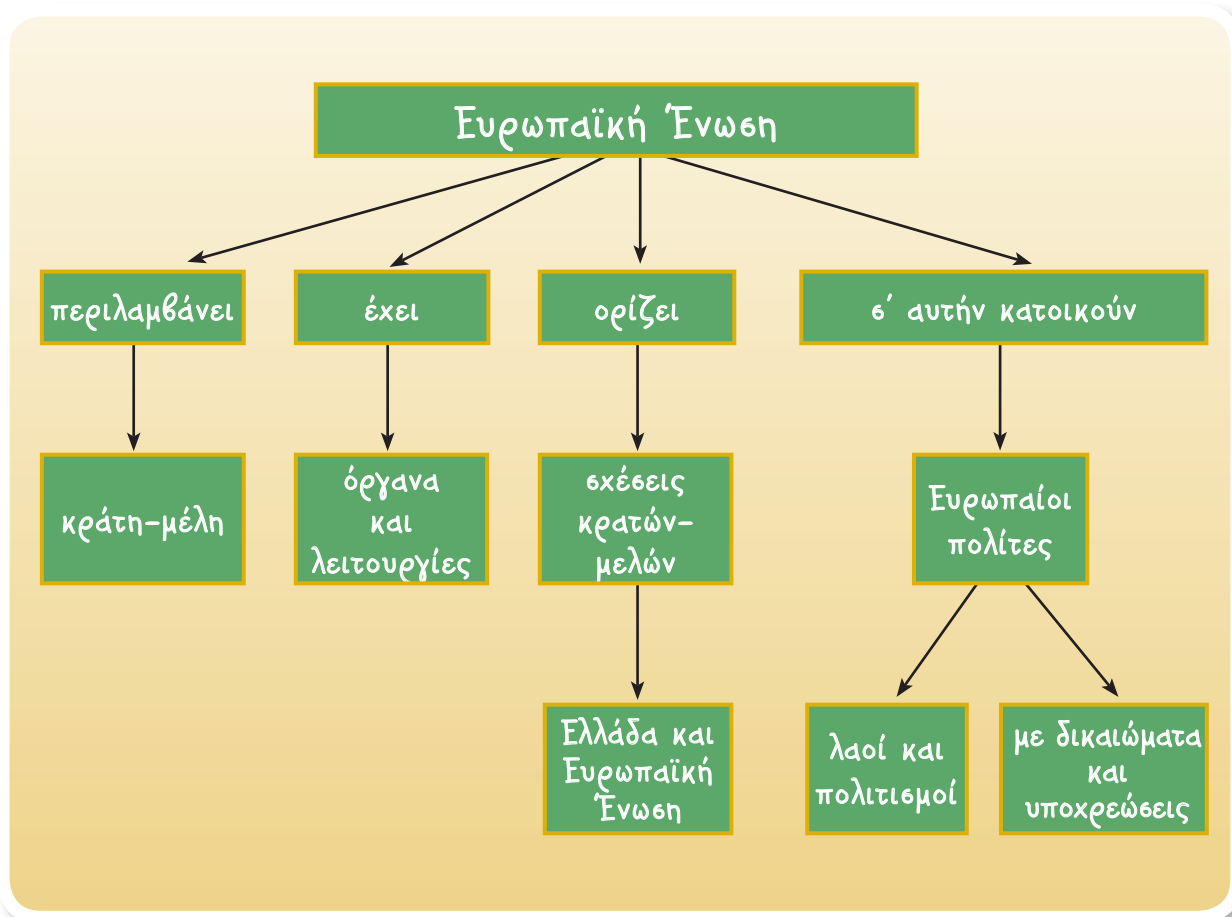 Ευρωπαϊκή Ένωση
περιλαμβάνει
έχει
ορίζει
σ΄ αυτήν κατοικούν
κράτη-μέλη
όργανα
και
λειτουργίες
σχέσεις
κρατών-
μελών
Ευρωπαίοι
πολίτες
Ελλάδα και
Ευρωπαϊκή
Ένωση
λαοί και
πολιτισμοί
με δικαιώματα
και
υποχρεώσεις